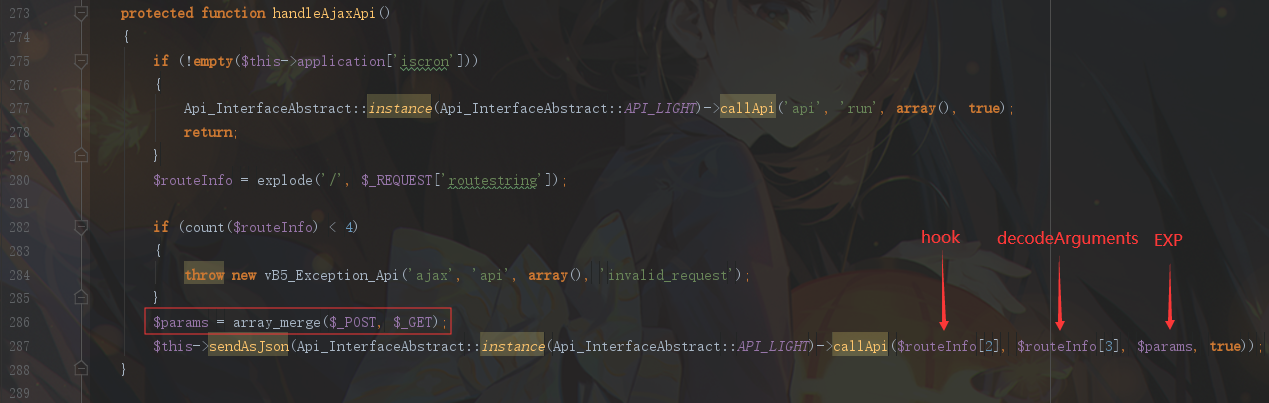 273 protected function handleAjaxApi()
274 {
275 if (!empty($this->application['iscron']))
276 {
277 Api_InterfaceAbstract::instance(Api_InterfaceAbstract::API_LIGHT)->callApi('api', 'run', array(), true);
278 return;
279 }
280 $routeInfo = explode('/', $_REQUEST['routestring']);
281
282 if (count($routeInfo) < 4)
hook decodeArguments EXP
283 {
284 throw new vB5_Exception_Api('ajax', 'api', array(), 'invalid_request');
285 }
286 $params = array_merge($_POST, $_GET);
287 $this->sendAsJson(Api_InterfaceAbstract::instance(Api_InterfaceAbstract::API_LIGHT)->callApi($routeInfo[2], $routeInfo[3], $params, true));
288 }
289